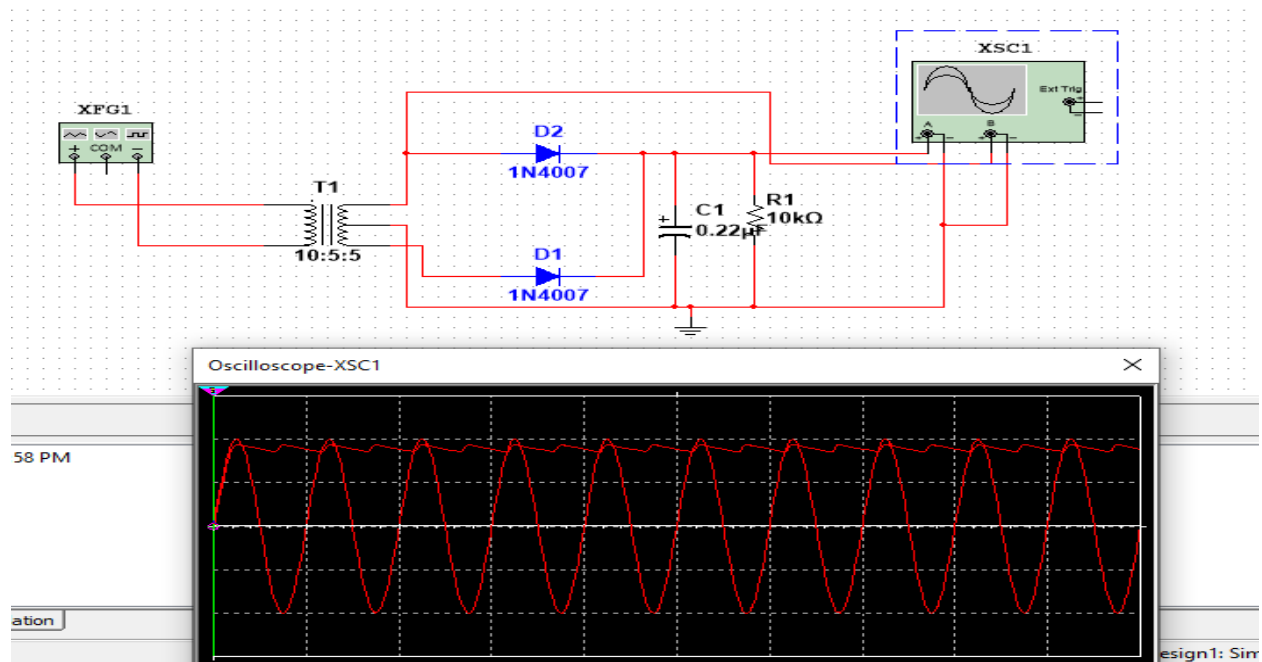 XSC1
Ext Trig
+
-
A
B
+ - + -
XFG1
+ COM -
D2
1N4007
T1
10:5:5
C1
+
0.22µF
R1
10kΩ
D1
1N4007
Oscilloscope-XSC1
58 PM
ation
esign1: Sim